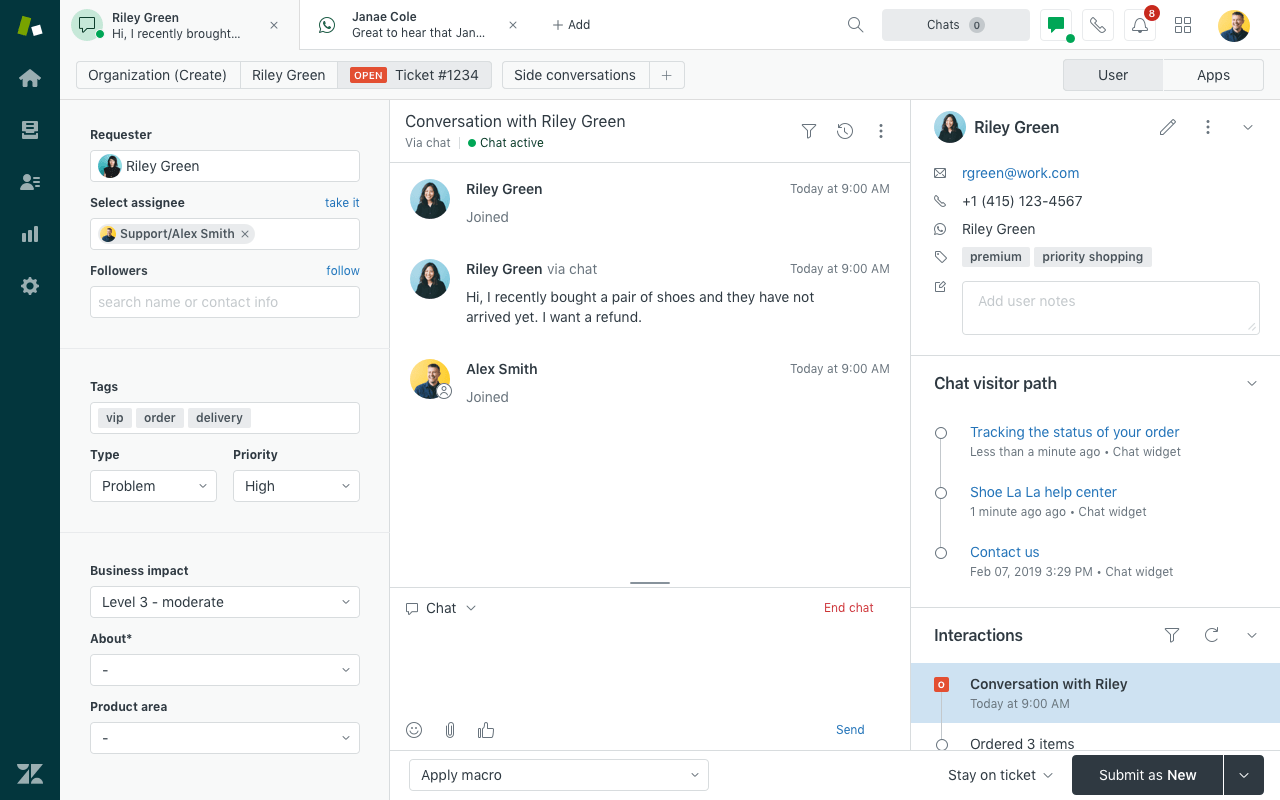 Riley Green
Hi, I recently brought...
Janae Cole
Great to hear that Jan...
Add
Chats 0
8
Organization (Create)
Riley Green
OPEN Ticket #1234
Side conversations
User
Apps
Requester
Riley Green
Select assignee
take it
Support/Alex Smith
Followers
follow
search name or contact info
Tags
vip
order
delivery
Type
Priority
Problem
High
Business impact
Level 3 - moderate
About*
-
Product area
-
Conversation with Riley Green
Via chat
Chat active
Riley Green
Today at 9:00 AM
Joined
Riley Green via chat
Today at 9:00 AM
Hi, I recently bought a pair of shoes and they have not
arrived yet. I want a refund.
Alex Smith
Today at 9:00 AM
Joined
Chat
End chat
Send
Apply macro
Riley Green
rgreen@work.com
+1 (415) 123-4567
Riley Green
premium
priority shopping
Add user notes
Chat visitor path
Tracking the status of your order
Less than a minute ago • Chat widget
Shoe La La help center
1 minute ago ago • Chat widget
Contact us
Feb 07, 2019 3:29 PM • Chat widget
Interactions
O
Conversation with Riley
Today at 9:00 AM
Ordered 3 items
Stay on ticket
Submit as New